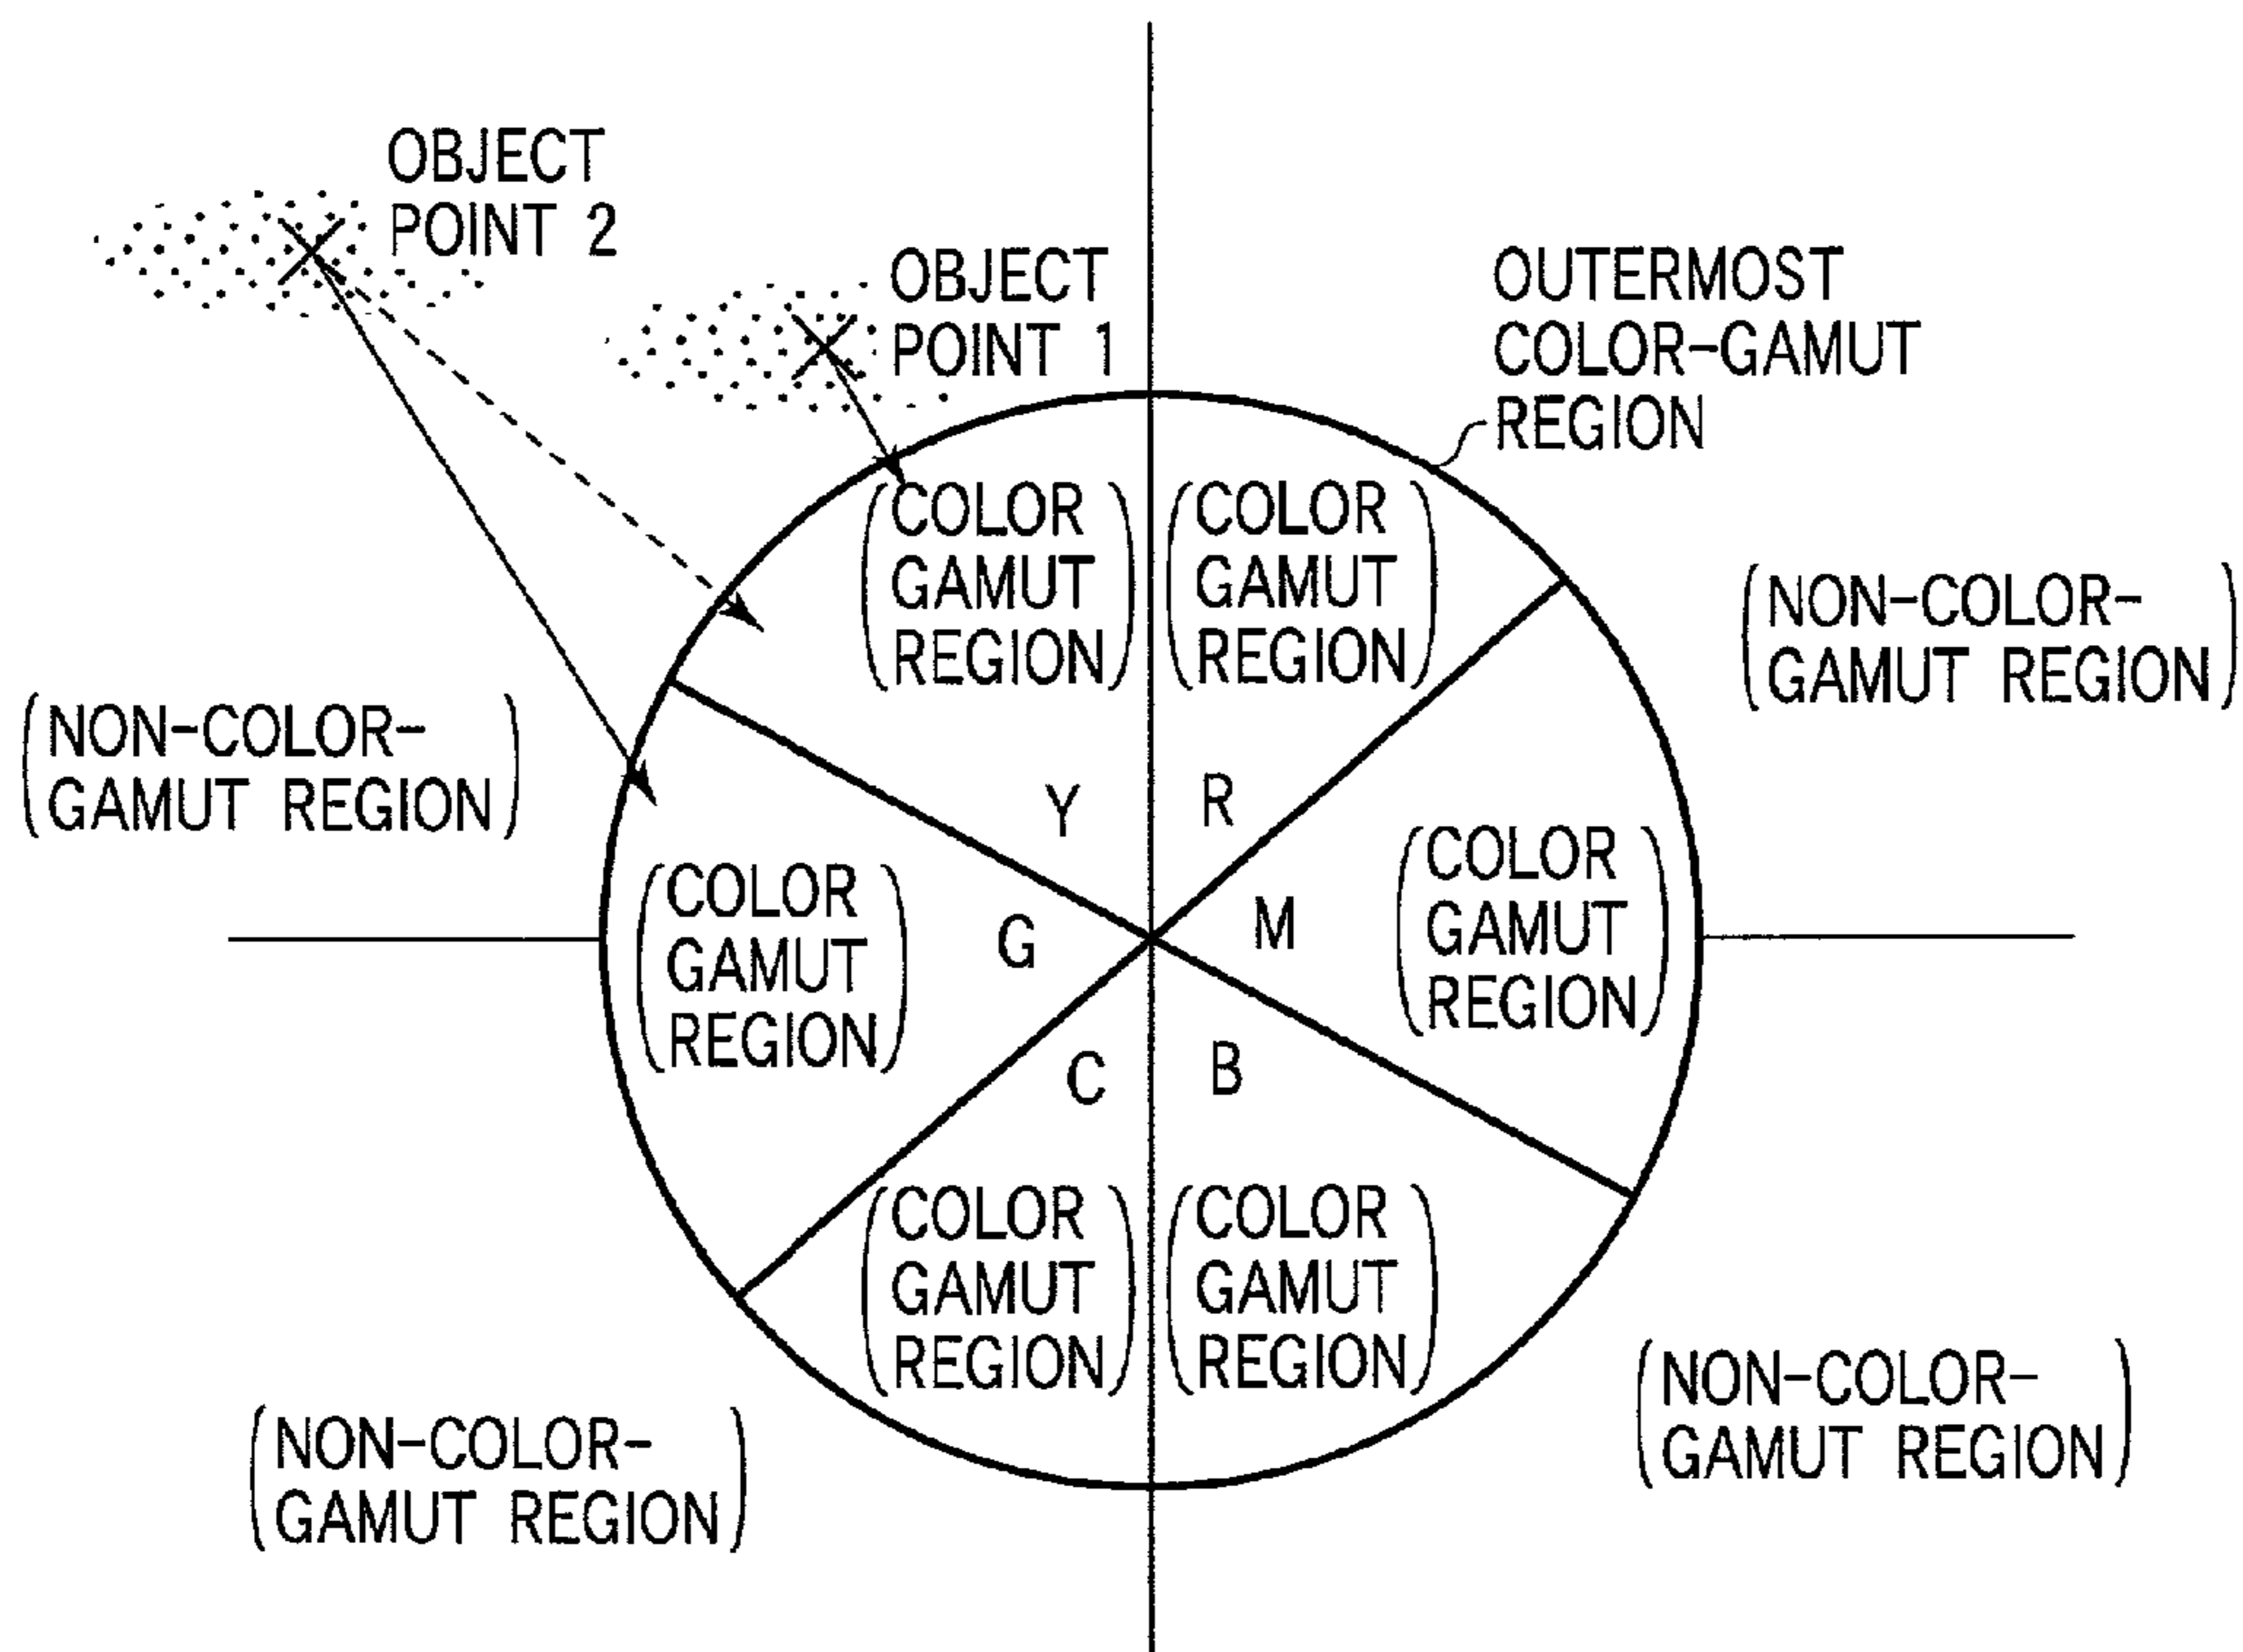 OBJECT
POINT 2
OBJECT
POINT 1
OUTERMOST
COLOR-GAMUT
REGION
(COLOR
GAMUT
REGION)
(COLOR
GAMUT
REGION)
(NON-COLOR-
GAMUT REGION)
(NON-COLOR-
GAMUT REGION)
Y
R
(COLOR
GAMUT
REGION)
G
M
(COLOR
GAMUT
REGION)
C
B
(COLOR
GAMUT
REGION)
(COLOR
GAMUT
REGION)
(NON-COLOR-
GAMUT REGION)
(NON-COLOR-
GAMUT REGION)